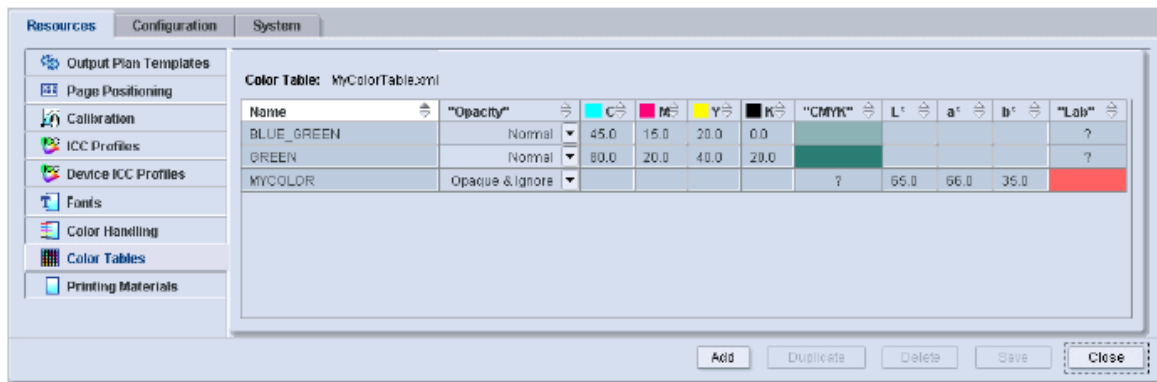 Resources Configuration System
Output Plan Templates
Page Positioning
Calibration
ICC Profiles
Device ICC Profiles
Fonts
Color Handling
Color Tables
Printing Materials
Color Table: MyColorTable.xml
Name "Opacity" C M Y K "CMYK" L* a* b* "Lab"
BLUE_GREEN Normal 45.0 15.0 20.0 0.0 ?
GREEN Normal 80.0 20.0 40.0 20.0 ?
MYCOLOR Opaque & Ignore ? 65.0 66.0 35.0
Add Duplicate Delete Save Close